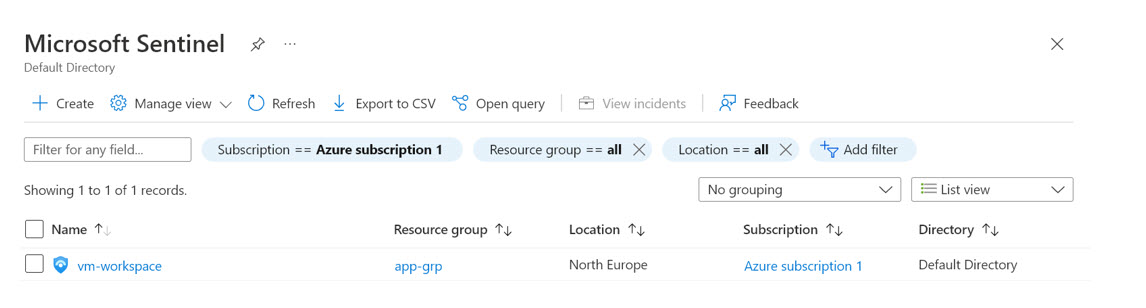 Microsoft Sentinel ...
Default Directory
Create Manage view Refresh Export to CSV Open query View incidents Feedback
Filter for any field... Subscription == Azure subscription 1 Resource group == all Location == all Add filter
Showing 1 to 1 of 1 records. No grouping List view
Name Resource group Location Subscription Directory
vm-workspace app-grp North Europe Azure subscription 1 Default Directory